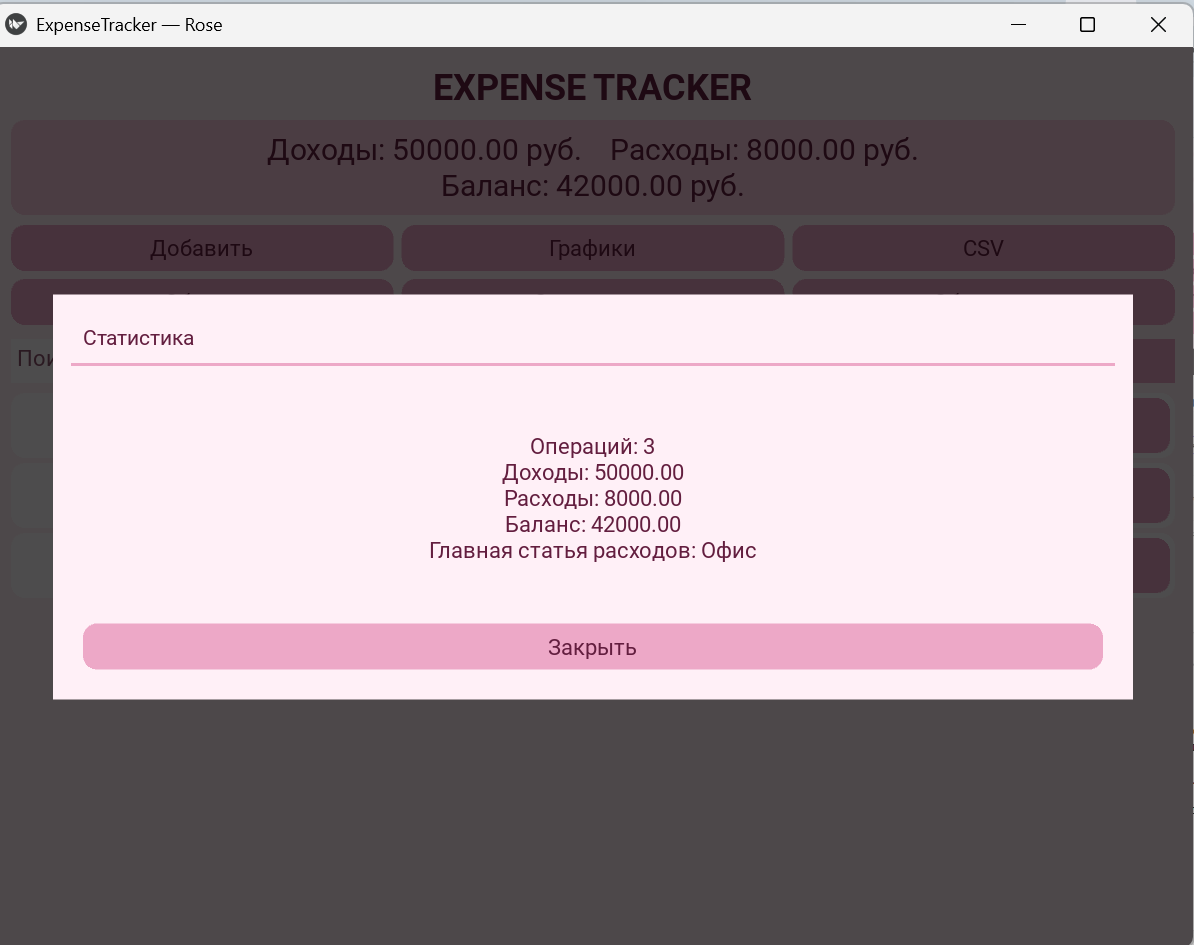 ExpenseTracker — Rose
EXPENSE TRACKER
Доходы: 50000.00 руб. Расходы: 8000.00 руб.
Баланс: 42000.00 руб.
Добавить
Графики
CSV
Статистика
Операций: 3
Доходы: 50000.00
Расходы: 8000.00
Баланс: 42000.00
Главная статья расходов: Офис
Закрыть